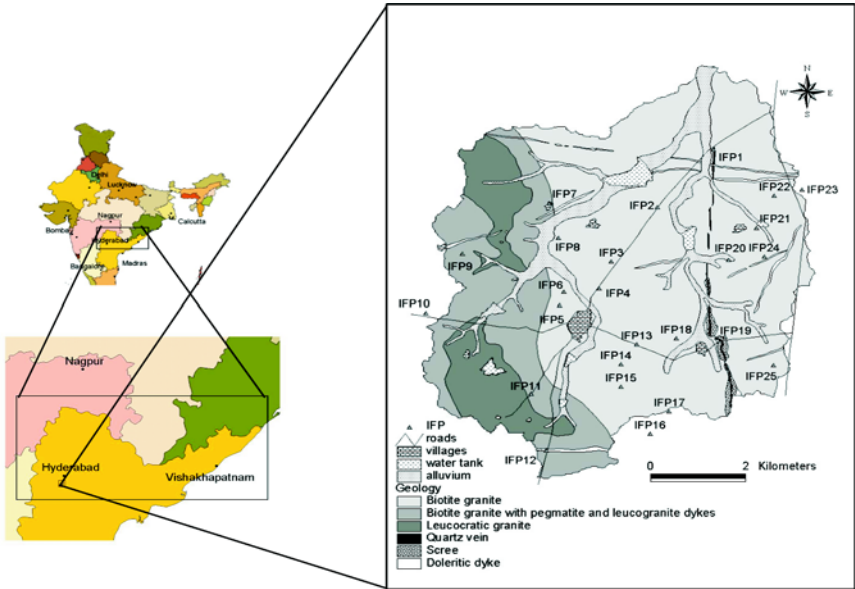 Delhi
Lucknow
Nagpur
Calcutta
Hyderabad
Madras
Nagpur
Hyderabad
Vishakhapatnam
N
W E
S
IFP1
IFP7
IFP2
IFP22
IFP23
IFP21
IFP8
IFP3
IFP20
IFP24
IFP9
IFP6
IFP4
IFP10
IFP5
IFP13
IFP18
IFP19
IFP14
IFP15
IFP25
IFP11
IFP17
IFP16
IFP12
IFP
roads
villages
water tank
alluvium
Geology
Biotite granite
Biotite granite with pegmatite and leucogranite dykes
Leucocratic granite
Quartz vein
Scree
Doleritic dyke
0 2 Kilometers